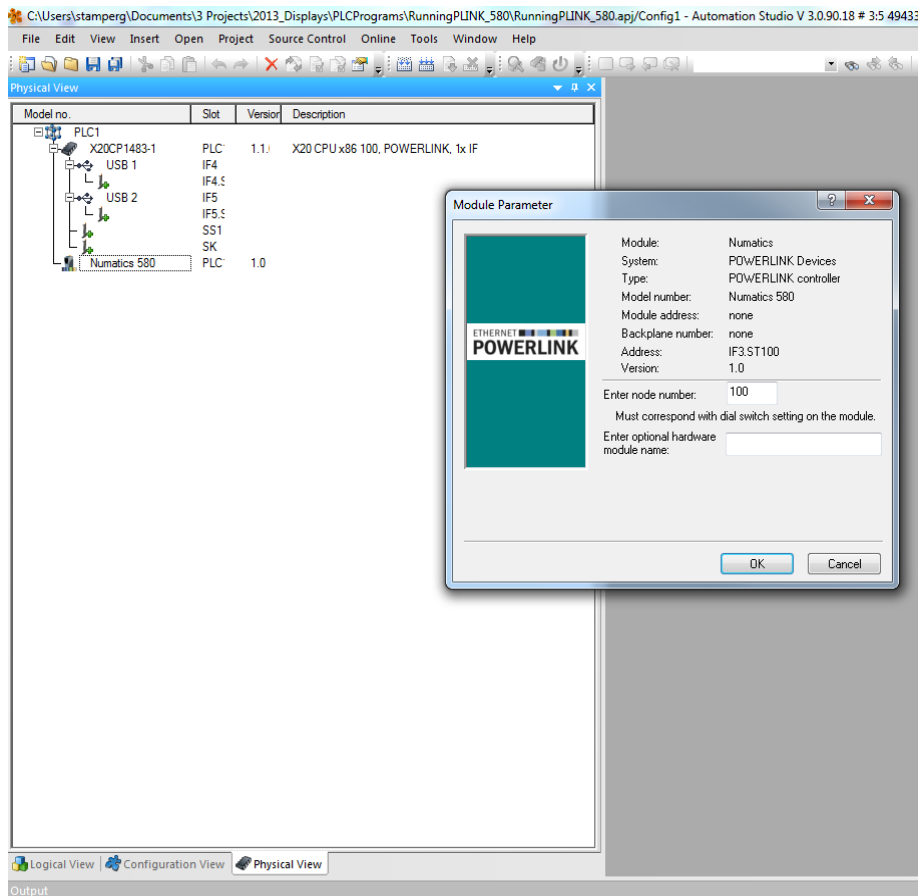 C:\Users\stamperg\Documents\3 Projects\2013_Displays\PLCPrograms\RunningPLINK_580\RunningPLINK_580.apj/Config1 - Automation Studio V 3.0.90.18 # 3:5 49433
File Edit View Insert Open Project Source Control Online Tools Window Help
Physical View
Model no. Slot Version Description
PLC1
X20CP1483-1 PLC 1.1. X20 CPU x86 100, POWERLINK, 1x IF
USB 1 IF4
IF4.S
USB 2 IF5
IF5.S
SS1
SK
Numatics 580 PLC 1.0
Module Parameter
Module: Numatics
System: POWERLINK Devices
Type: POWERLINK controller
Model number: Numatics 580
Module address: none
Backplane number: none
Address: IF3.ST100
Version: 1.0
ETHERNET
POWERLINK
Enter node number: 100
Must correspond with dial switch setting on the module.
Enter optional hardware
module name:
OK Cancel
Logical View Configuration View Physical View
Output